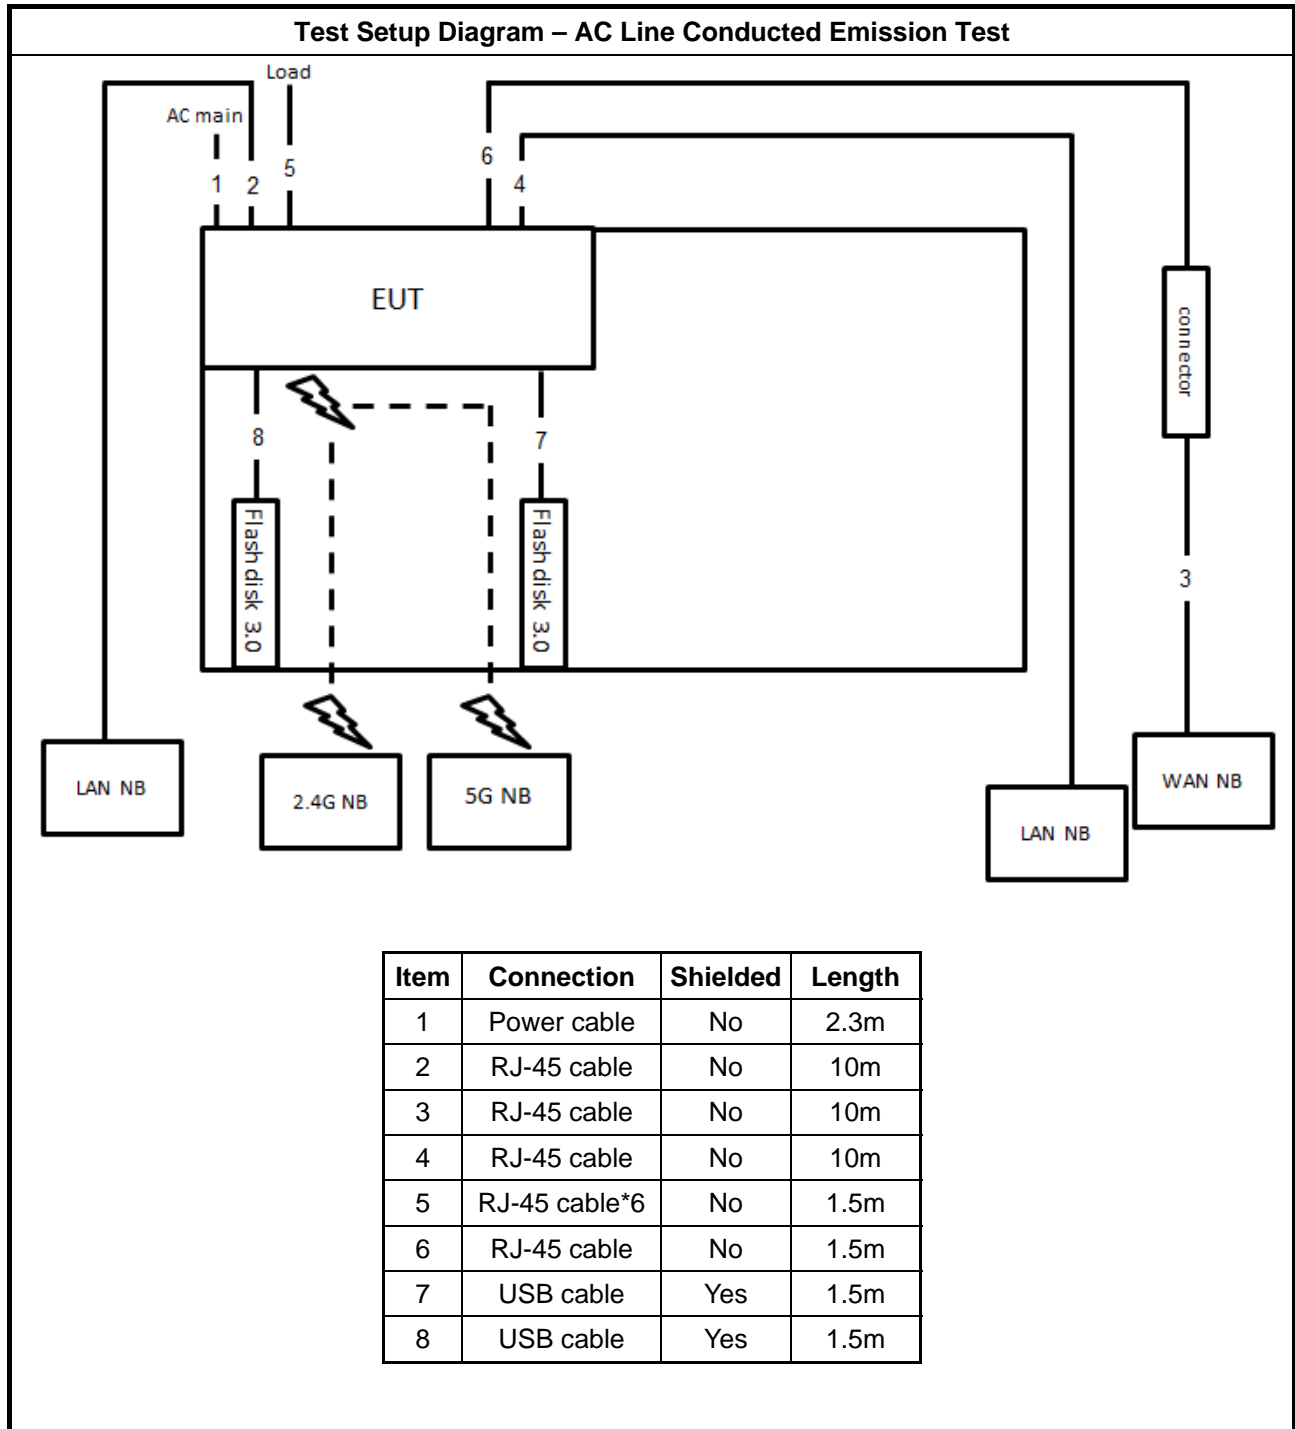 Test Setup Diagram – AC Line Conducted Emission Test
Load
AC main
1
2
5
6
4
EUT
connector
8
7
Flash disk 3.0
Flash disk 3.0
3
LAN NB
2.4G NB
5G NB
LAN NB
WAN NB
Item Connection Shielded Length
1 Power cable No 2.3m
2 RJ-45 cable No 10m
3 RJ-45 cable No 10m
4 RJ-45 cable No 10m
5 RJ-45 cable*6 No 1.5m
6 RJ-45 cable No 1.5m
7 USB cable Yes 1.5m
8 USB cable Yes 1.5m